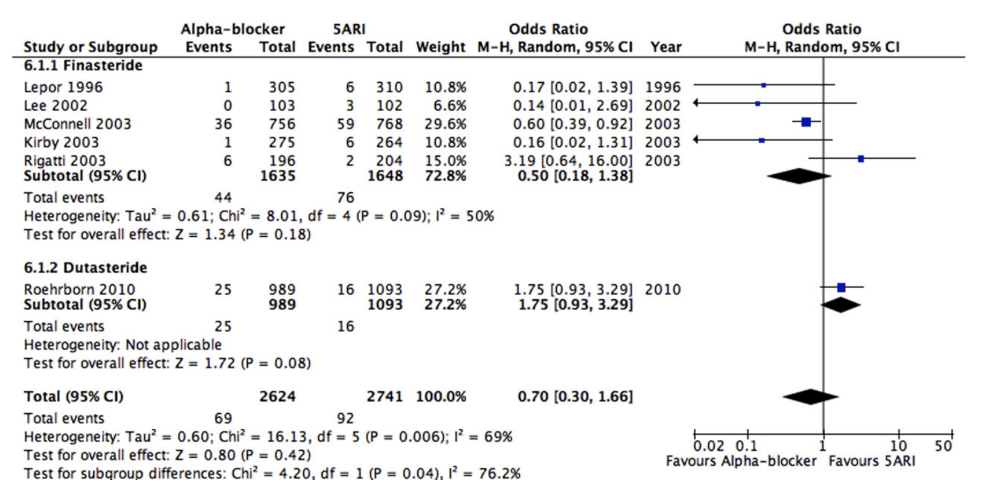 Alpha-blocker 5ARI Odds Ratio Odds Ratio
Study or Subgroup Events Total Events Total Weight M-H, Random, 95% CI Year M-H, Random, 95% CI
6.1.1 Finasteride
Lepor 1996 1 305 6 310 10.8% 0.17 [0.02, 1.39] 1996
Lee 2002 0 103 3 102 6.6% 0.14 [0.01, 2.69] 2002
McConnell 2003 36 756 59 768 29.6% 0.60 [0.39, 0.92] 2003
Kirby 2003 1 275 6 264 10.8% 0.16 [0.02, 1.31] 2003
Rigatti 2003 6 196 2 204 15.0% 3.19 [0.64, 16.00] 2003
Subtotal (95% CI) 1635 1648 72.8% 0.50 [0.18, 1.38]
Total events 44 76
Heterogeneity: Tau² = 0.61; Chi² = 8.01, df = 4 (P = 0.09); I² = 50%
Test for overall effect: Z = 1.34 (P = 0.18)
6.1.2 Dutasteride
Roehrborn 2010 25 989 16 1093 27.2% 1.75 [0.93, 3.29] 2010
Subtotal (95% CI) 989 1093 27.2% 1.75 [0.93, 3.29]
Total events 25 16
Heterogeneity: Not applicable
Test for overall effect: Z = 1.72 (P = 0.08)
Total (95% CI) 2624 2741 100.0% 0.70 [0.30, 1.66]
Total events 69 92
Heterogeneity: Tau² = 0.60; Chi² = 16.13, df = 5 (P = 0.006); I² = 69%
Test for overall effect: Z = 0.80 (P = 0.42)
Test for subgroup differences: Chi² = 4.20, df = 1 (P = 0.04), I² = 76.2%
0.02 0.1 1 10 50
Favours Alpha-blocker Favours 5ARI